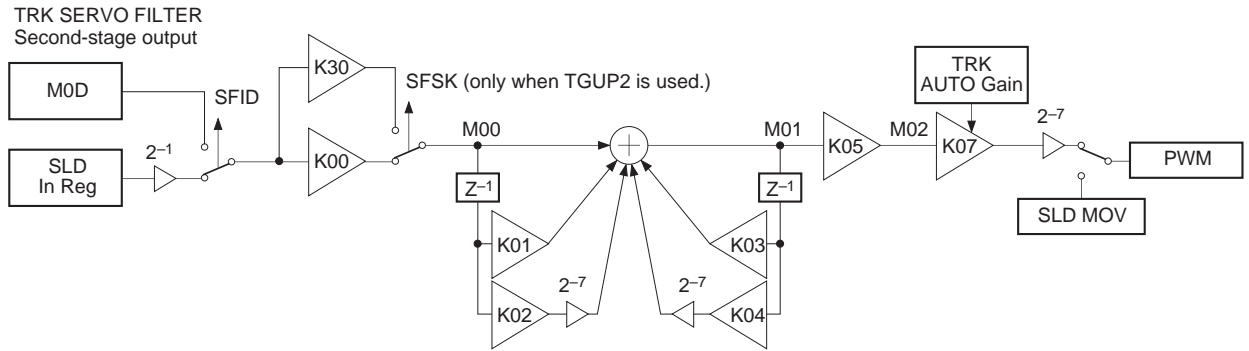 TRK SERVO FILTER
Second-stage output
M0D
SFID
SLD
In Reg
2–1
K30
K00
SFSK (only when TGUP2 is used.)
M00
Z–1
K01
K02
2–7
M01
Z–1
K03
K04
2–7
K05
M02
TRK
AUTO Gain
K07
2–7
PWM
SLD MOV